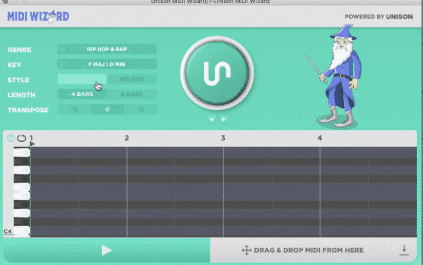 Unison MIDI Wizard/1-Unison MIDI Wizard
MIDI WIZARD
POWERED BY UNISON
GENRE HIP HOP & RAP
KEY F MAJ | D MIN
STYLE MELODY
LENGTH 4 BARS 8 BARS
TRANSPOSE -12 0 12
1 2 3 4
C4
DRAG & DROP MIDI FROM HERE